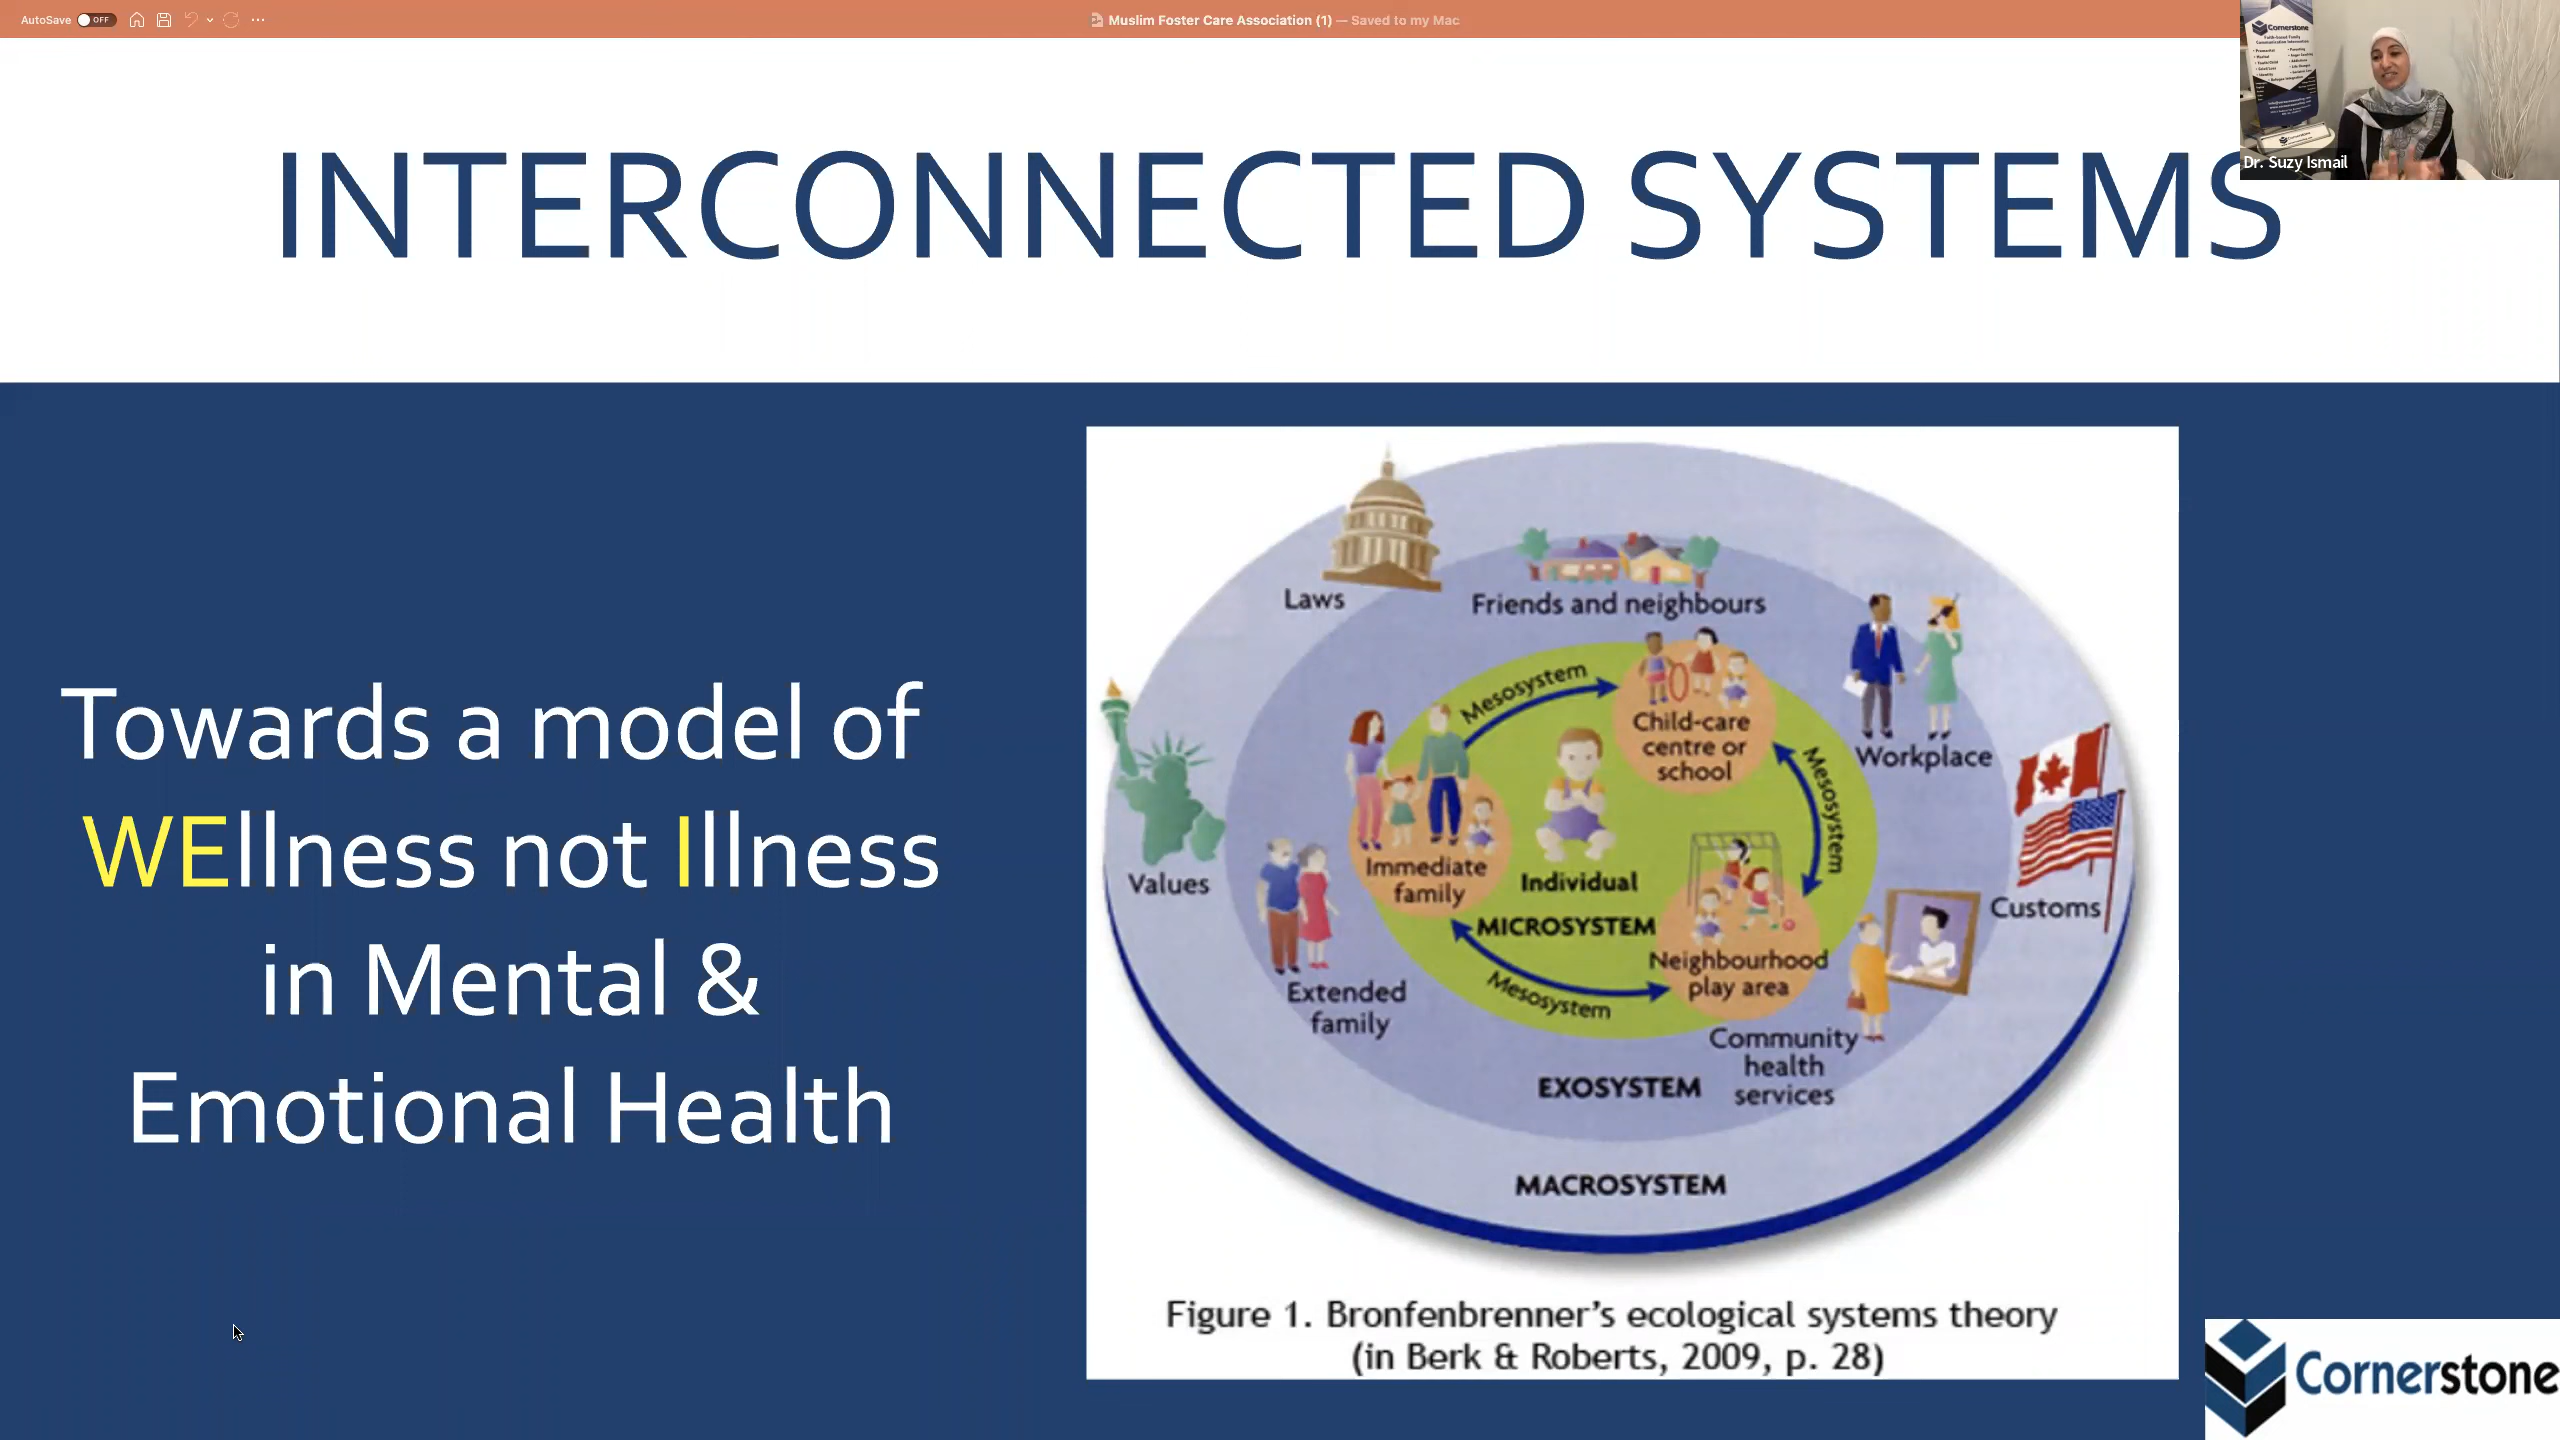 AutoSave OFF
Muslim Foster Care Association (1) — Saved to my Mac
Cornerstone
Dr. Suzy Ismail
INTERCONNECTED SYSTEMS
Towards a model of
WEllness not Illness
in Mental &
Emotional Health
Laws
Friends and neighbours
Mesosystem
Child-care
centre or
school
Workplace
Mesosystem
Values
Immediate
family
Individual
MICROSYSTEM
Customs
Neighbourhood
play area
Mesosystem
Extended
family
Community
health
services
EXOSYSTEM
MACROSYSTEM
Figure 1. Bronfenbrenner's ecological systems theory
(in Berk & Roberts, 2009, p. 28)
Cornerstone